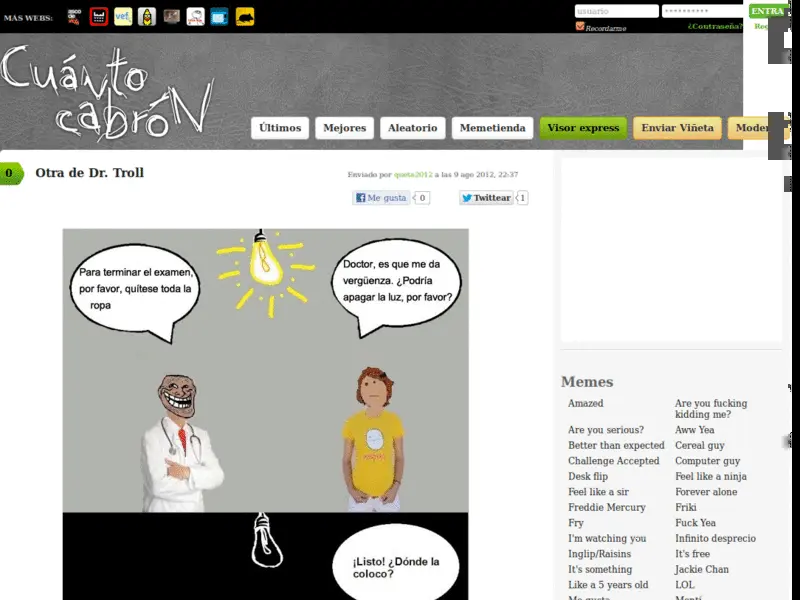 MÁS WEBS:
usuario
ENTRA
Recordarme
¿Contraseña?
Cuánto
cabróN
Últimos
Mejores
Aleatorio
Memetienda
Visor express
Enviar Viñeta
0
Otra de Dr. Troll
Enviado por queta2012 a las 9 ago 2012, 22:37
Me gusta
0
Twittear
1
Para terminar el examen,
por favor, quítese toda la
ropa
Doctor, es que me da
vergüenza. ¿Podría
apagar la luz, por favor?
¡Listo! ¿Dónde la
coloco?
Memes
Amazed
Are you fucking
kidding me?
Are you serious?
Aww Yea
Better than expected
Cereal guy
Challenge Accepted
Computer guy
Desk flip
Feel like a ninja
Feel like a sir
Forever alone
Freddie Mercury
Friki
Fry
Fuck Yea
I'm watching you
Infinito desprecio
Inglip/Raisins
It's free
It's something
Jackie Chan
Like a 5 years old
LOL